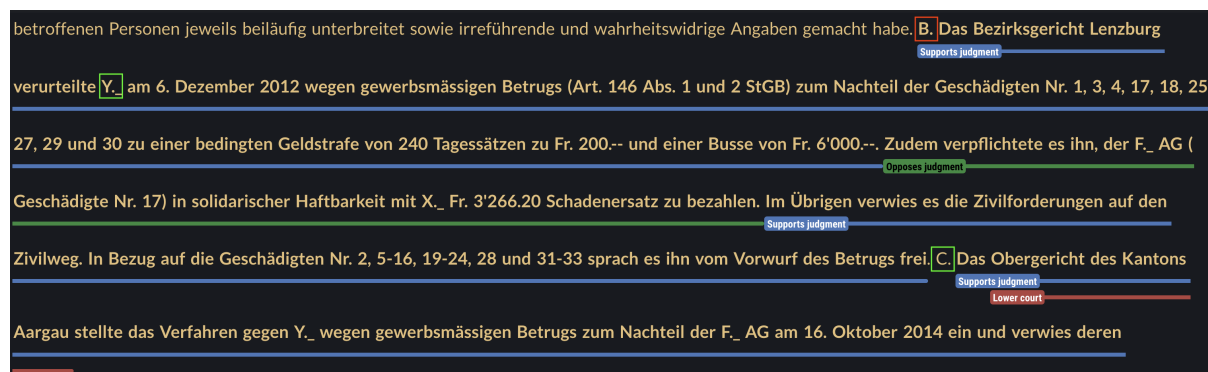 betroffenen Personen jeweils beiläufig unterbreitet sowie irreführende und wahrheitswidrige Angaben gemacht habe. B. Das Bezirksgericht Lenzburg
Supports judgment
verurteilte Y._ am 6. Dezember 2012 wegen gewerbsmässigen Betrugs (Art. 146 Abs. 1 und 2 StGB) zum Nachteil der Geschädigten Nr. 1, 3, 4, 17, 18, 25
27, 29 und 30 zu einer bedingten Geldstrafe von 240 Tagessätzen zu Fr. 200.-- und einer Busse von Fr. 6'000.--. Zudem verpflichtete es ihn, der F._ AG (
Opposes judgment
Geschädigte Nr. 17) in solidarischer Haftbarkeit mit X._ Fr. 3'266.20 Schadenersatz zu bezahlen. Im Übrigen verwies es die Zivilforderungen auf den
Supports judgment
Zivilweg. In Bezug auf die Geschädigten Nr. 2, 5-16, 19-24, 28 und 31-33 sprach es ihn vom Vorwurf des Betrugs frei. C. Das Obergericht des Kantons
Supports judgment
Lower court
Aargau stellte das Verfahren gegen Y._ wegen gewerbsmässigen Betrugs zum Nachteil der F._ AG am 16. Oktober 2014 ein und verwies deren